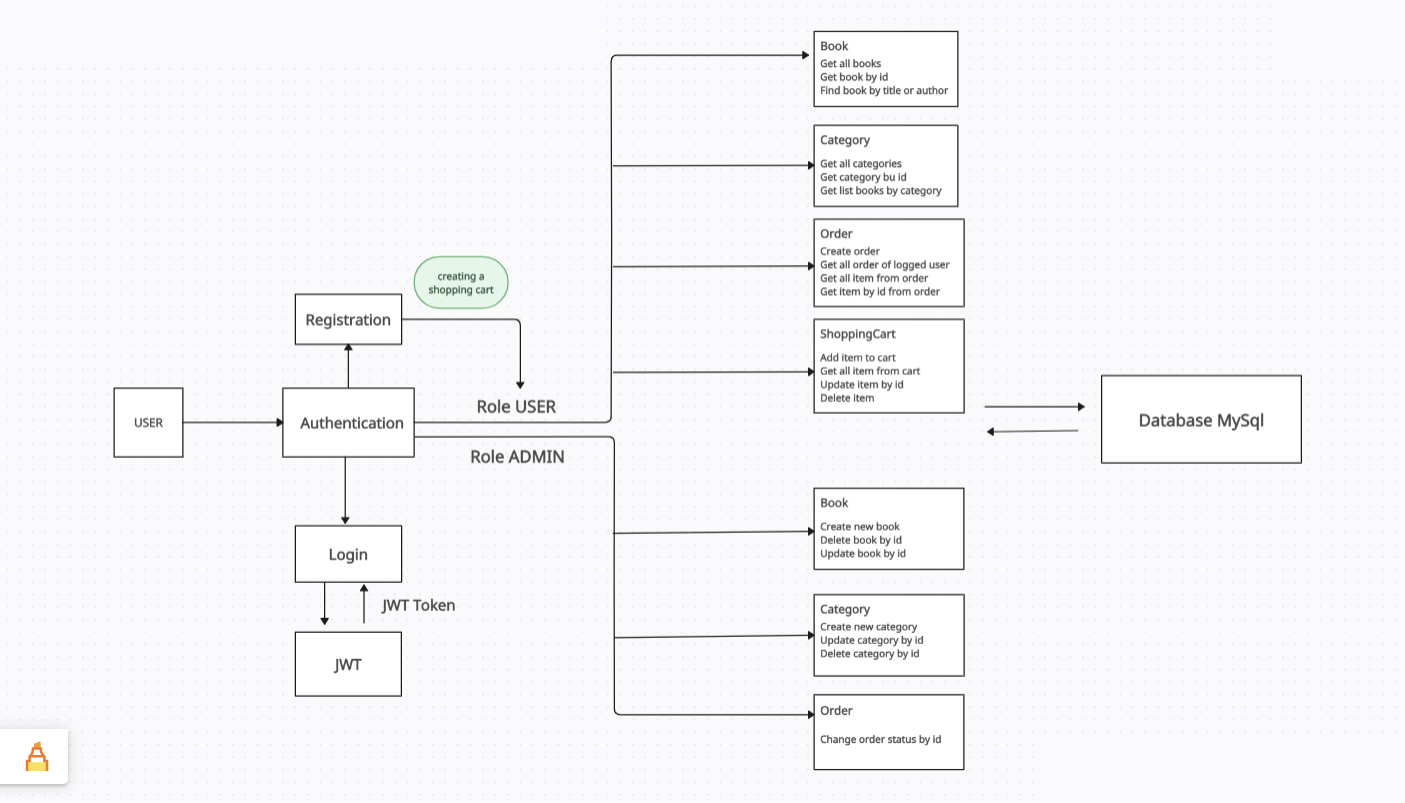 Book
Get all books
Get book by id
Find book by title or author
Category
Get all categories
Get category bu id
Get list books by category
Order
Create order
Get all order of logged user
Get all item from order
Get item by id from order
ShoppingCart
Add item to cart
Get all item from cart
Update item by id
Delete item
creating a
shopping cart
Registration
USER
Authentication
Role USER
Role ADMIN
Login
JWT Token
JWT
Database MySql
Book
Create new book
Delete book by id
Update book by id
Category
Create new category
Update category by id
Delete category by id
Order
Change order status by id